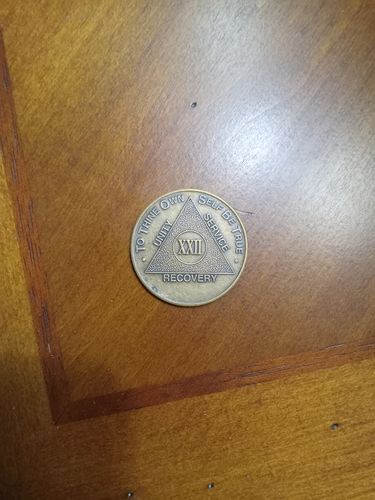 TO THINE OWN SELF BE TRUE
UNITY
SERVICE
XXII
RECOVERY